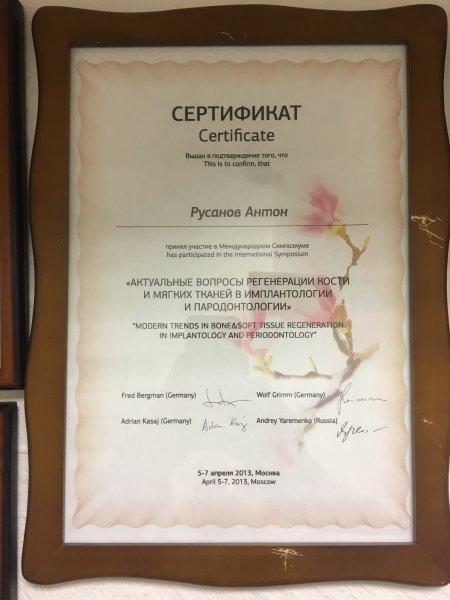 СЕРТИФИКАТ
Certificate
Выдан в подтверждение того, что
This is to confirm, that
Русанов Антон
принял участие в Международном Симпозиуме
has participated in the International Symposium
«АКТУАЛЬНЫЕ ВОПРОСЫ РЕГЕНЕРАЦИИ КОСТИ
И МЯГКИХ ТКАНЕЙ В ИМПЛАНТОЛОГИИ
И ПАРОДОНТОЛОГИИ»
"MODERN TRENDS IN BONE&SOFT TISSUE REGENERATION
IN IMPLANTOLOGY AND PERIODONTOLOGY"
Fred Bergman (Germany)
Wolf Grimm (Germany)
Adrian Kasaj (Germany)
Andrey Yaremenko (Russia)
5-7 апреля 2013, Москва
April 5-7, 2013, Moscow